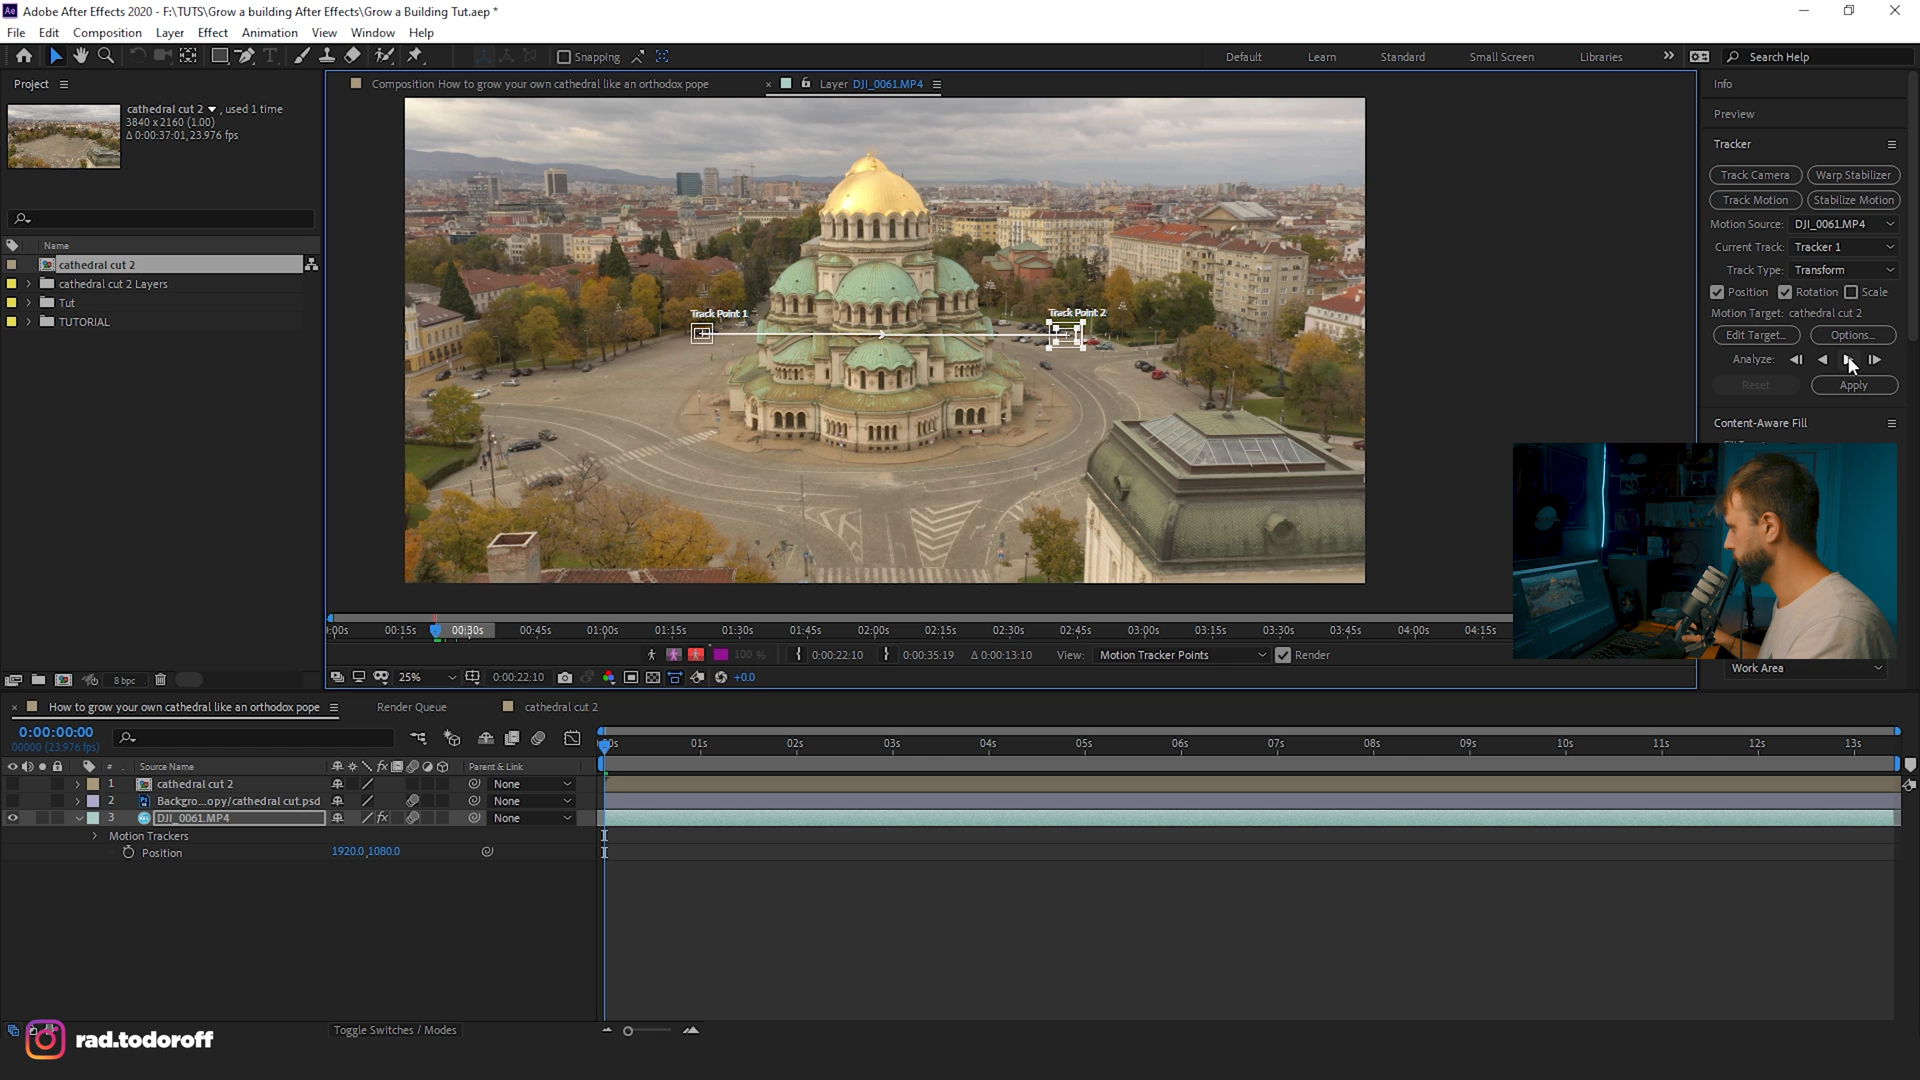 Adobe After Effects 2020 - F:\TUTS\Grow a building After Effects\Grow a Building Tut.aep *
File Edit Composition Layer Effect Animation View Window Help
Snapping Default Learn Standard Small Screen Libraries Search Help
Project
cathedral cut 2 , used 1 time
3840 x 2160 (1.00)
Δ 0:00:37:01, 23.976 fps
Name
cathedral cut 2
cathedral cut 2 Layers
Tut
TUTORIAL
8 bpc
Composition How to grow your own cathedral like an orthodox pope
Layer DJI_0061.MP4
Track Point 1
Track Point 2
:00s 00:15s 00:30s 00:45s 01:00s 01:15s 01:30s 01:45s 02:00s 02:15s 02:30s 02:45s 03:00s 03:15s 03:30s 03:45s 04:00s 04:15s
100 % 0:00:22:10 0:00:35:19 Δ 0:00:13:10 View: Motion Tracker Points Render
25% 0:00:22:10 +0.0
Info
Preview
Tracker
Track Camera Warp Stabilizer
Track Motion Stabilize Motion
Motion Source: DJI_0061.MP4
Current Track: Tracker 1
Track Type: Transform
Position Rotation Scale
Motion Target: cathedral cut 2
Edit Target... Options...
Analyze:
Reset Apply
Content-Aware Fill
Work Area
How to grow your own cathedral like an orthodox pope Render Queue cathedral cut 2
0:00:00:00
00000 (23.976 fps)
00s 01s 02s 03s 04s 05s 06s 07s 08s 09s 10s 11s 12s 13s
# Source Name Parent & Link
1 cathedral cut 2 None
2 Backgro...opy/cathedral cut.psd None
3 DJI_0061.MP4 fx None
Motion Trackers
Position 1920.0,1080.0
Toggle Switches / Modes
rad.todoroff